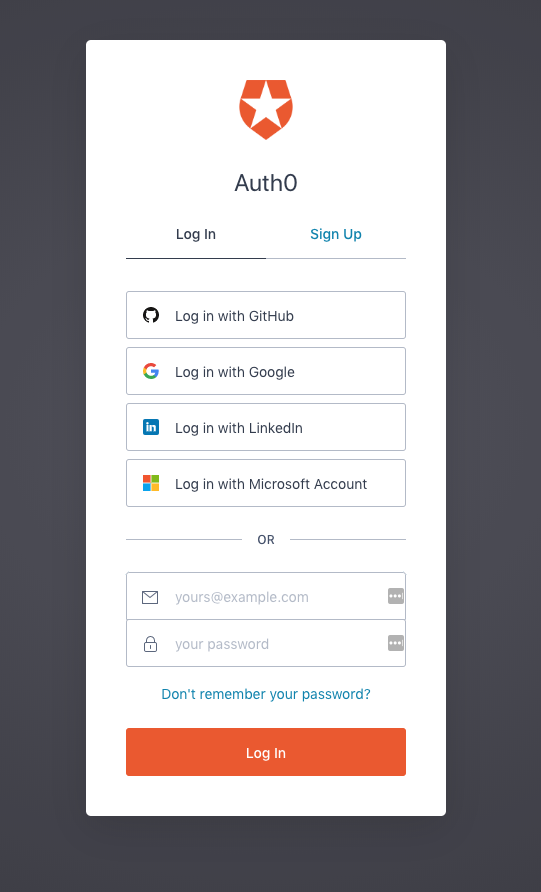 Auth0
Log In
Sign Up
Log in with GitHub
Log in with Google
Log in with LinkedIn
Log in with Microsoft Account
OR
yours@example.com
your password
Don't remember your password?
Log In